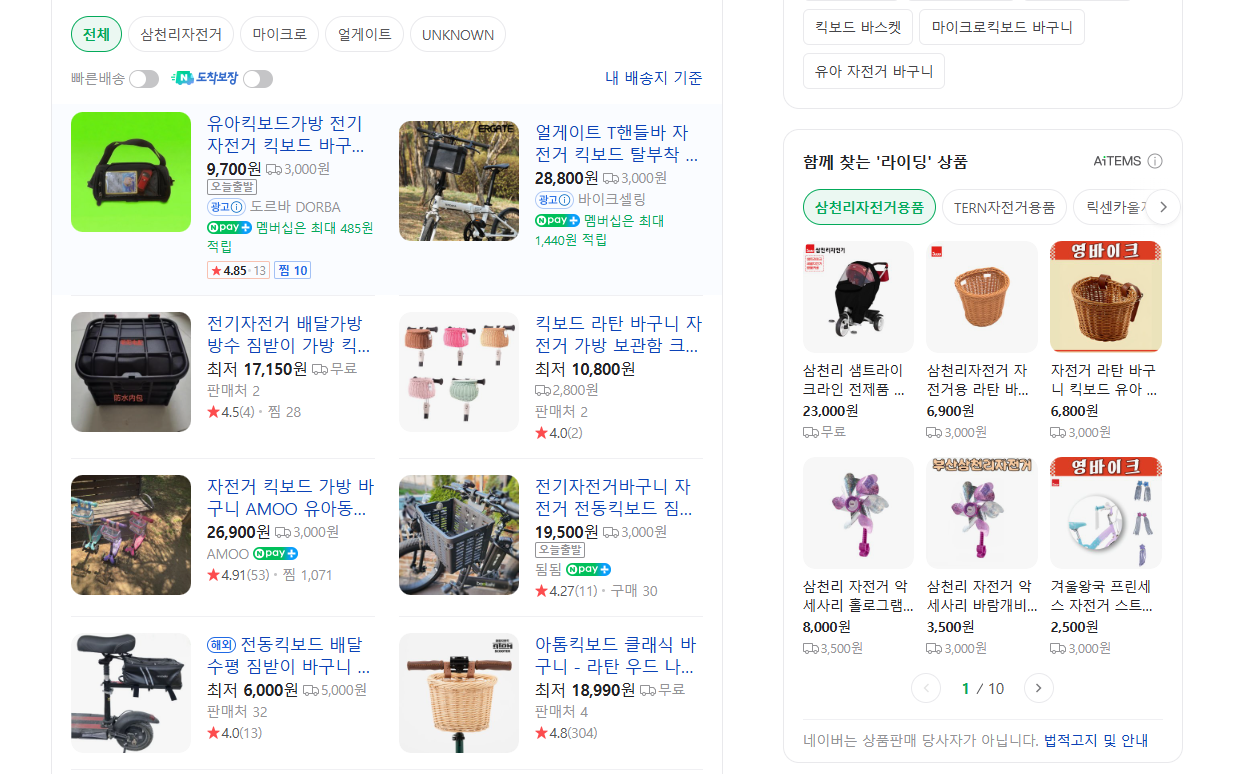 전체
삼천리자전거
마이크로
얼게이트
UNKNOWN
빠른배송
N 도착보장
내 배송지 기준
유아킥보드가방 전기
자전거 킥보드 바구...
9,700원 3,000원
오늘출발
광고 도르바 DORBA
N pay + 멤버십은 최대 485원
적립
★4.85·13 찜 10
ERGATE
얼게이트 T핸들바 자
전거 킥보드 탈부착 ...
28,800원 3,000원
광고 바이크셀링
N pay + 멤버십은 최대
1,440원 적립
防水内包
전기자전거 배달가방
방수 짐받이 가방 킥...
최저 17,150원 무료
판매처 2
★4.5(4) · 찜 28
킥보드 라탄 바구니 자
전거 가방 보관함 크...
최저 10,800원
2,800원
판매처 2
★4.0(2)
자전거 킥보드 가방 바
구니 AMOO 유아동...
26,900원 3,000원
AMOO N pay +
★4.91(53) · 찜 1,071
전기자전거바구니 자
전거 전동킥보드 짐...
19,500원 3,000원
오늘출발
됨됨 N pay +
★4.27(11) · 구매 30
해외 전동킥보드 배달
수평 짐받이 바구니 ...
최저 6,000원 5,000원
판매처 32
★4.0(13)
아톰킥보드 클래식 바
구니 - 라탄 우드 나...
최저 18,990원 무료
판매처 4
★4.8(304)
킥보드 바스켓
마이크로킥보드 바구니
유아 자전거 바구니
함께 찾는 '라이딩' 상품
AiTEMS
삼천리자전거용품
TERN자전거용품
릭센카울
삼천리자전거
영바이크
삼천리 샘트라이
크라인 전제품 ...
23,000원
무료
삼천리자전거 자
전거용 라탄 바...
6,900원
3,000원
자전거 라탄 바구
니 킥보드 유아 ...
6,800원
3,000원
부산삼천리자전거
영바이크
삼천리 자전거 악
세사리 홀로그램...
8,000원
3,500원
삼천리 자전거 악
세사리 바람개비...
3,500원
3,000원
겨울왕국 프린세
스 자전거 스트...
2,500원
3,000원
1 / 10
네이버는 상품판매 당사자가 아닙니다. 법적고지 및 안내